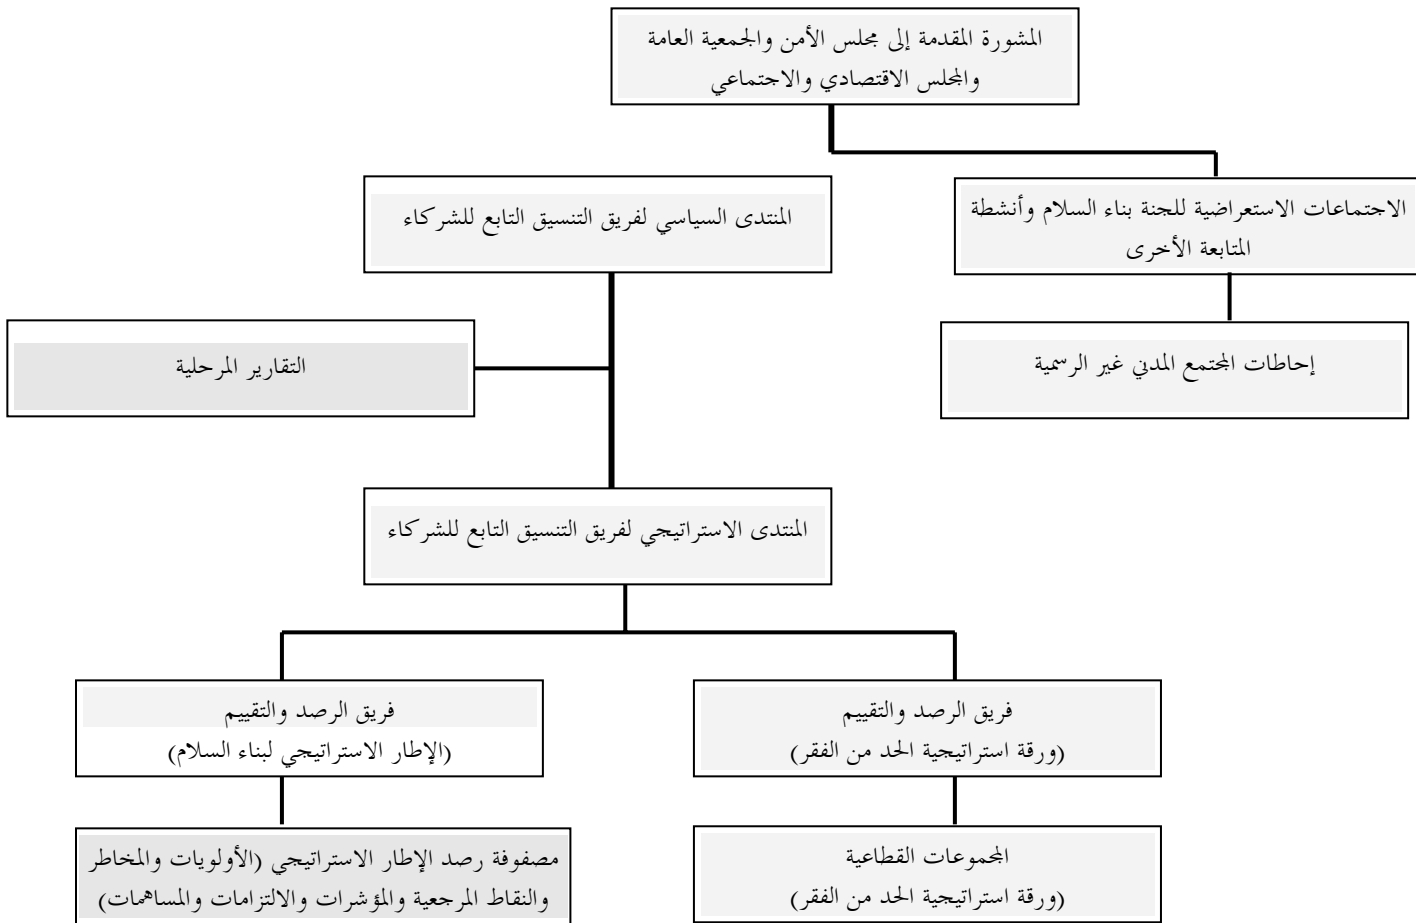 المشورة المقدمة إلى مجلس الأمن والجمعية العامة
والمجلس الاقتصادي والاجتماعي
الاجتماعات الاستعراضية للجنة بناء السلام وأنشطة
المتابعة الأخرى
المنتدى السياسي لفريق التنسيق التابع للشركاء
إحاطات المجتمع المدني غير الرسمية
التقارير المرحلية
المنتدى الاستراتيجي لفريق التنسيق التابع للشركاء
فريق الرصد والتقييم
(ورقة استراتيجية الحد من الفقر)
فريق الرصد والتقييم
(الإطار الاستراتيجي لبناء السلام)
المجموعات القطاعية
(ورقة استراتيجية الحد من الفقر)
مصفوفة رصد الإطار الاستراتيجي (الأولويات والمخاطر
والنقاط المرجعية والمؤشرات والالتزامات والمساهمات)